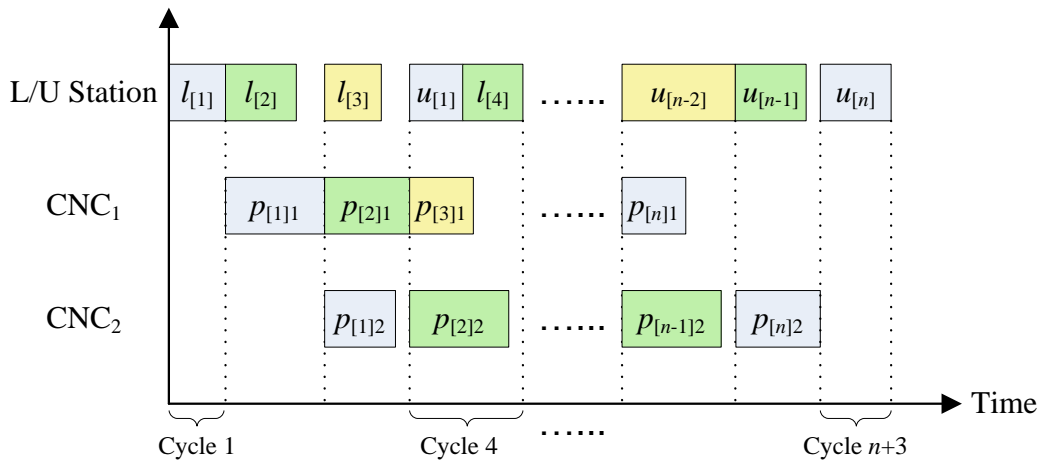 L/U Station l[1] l[2] l[3] u[1] l[4] ...... u[n-2] u[n-1] u[n]
CNC1 p[1]1 p[2]1 p[3]1 ...... p[n]1
CNC2 p[1]2 p[2]2 ...... p[n-1]2 p[n]2
Time
Cycle 1 Cycle 4 ...... Cycle n+3